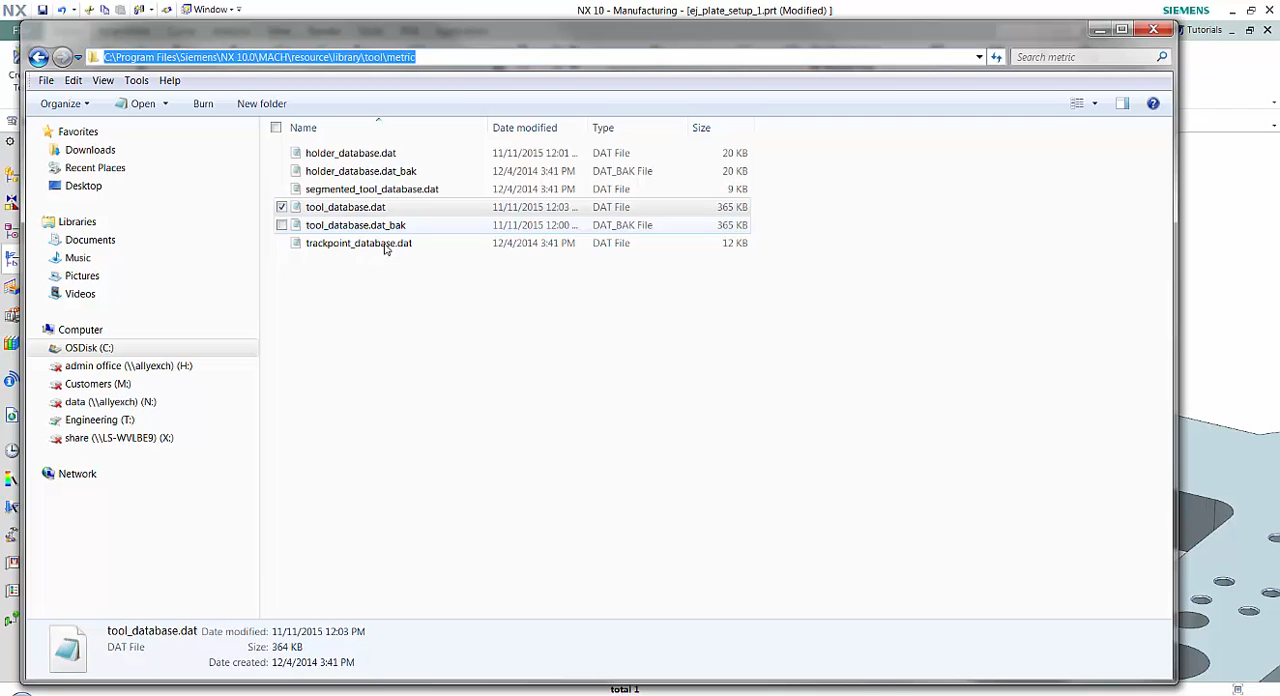 NX
Window
NX 10 - Manufacturing - [ej_plate_setup_1.prt (Modified) ]
SIEMENS
Tutorials
C:\Program Files\Siemens\NX 10.0\MACH\resource\library\tool\metric
Search metric
File Edit View Tools Help
Organize Open Burn New folder
Name Date modified Type Size
holder_database.dat 11/11/2015 12:01 ... DAT File 20 KB
holder_database.dat_bak 12/4/2014 3:41 PM DAT_BAK File 20 KB
segmented_tool_database.dat 12/4/2014 3:41 PM DAT File 9 KB
tool_database.dat 11/11/2015 12:03 ... DAT File 365 KB
tool_database.dat_bak 11/11/2015 12:00 ... DAT_BAK File 365 KB
trackpoint_database.dat 12/4/2014 3:41 PM DAT File 12 KB
Favorites
Downloads
Recent Places
Desktop
Libraries
Documents
Music
Pictures
Videos
Computer
OSDisk (C:)
admin office (\\allyexch) (H:)
Customers (M:)
data (\\allyexch) (N:)
Engineering (T:)
share (\\LS-WVLBE9) (X:)
Network
tool_database.dat Date modified: 11/11/2015 12:03 PM
DAT File Size: 364 KB
Date created: 12/4/2014 3:41 PM
total 1